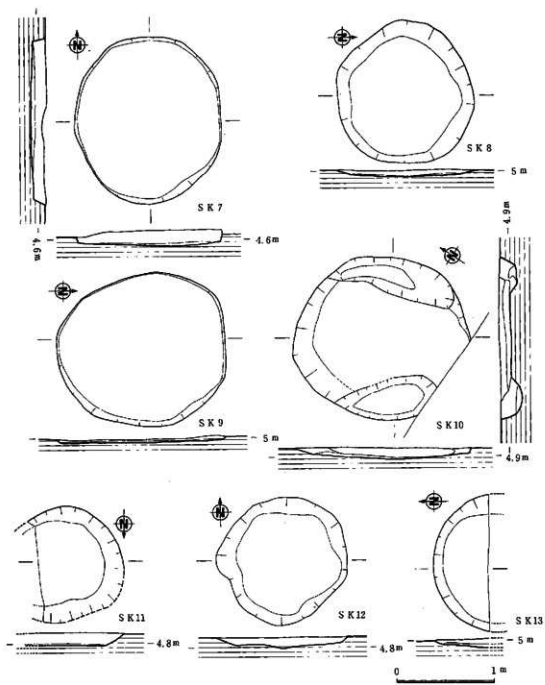 N
SK7
4.6m
4.6m
N
SK8
5m
N
SK9
5m
N
SK10
4.9m
4.9m
N
SK11
4.8m
N
SK12
4.8m
N
SK13
5m
0 1m